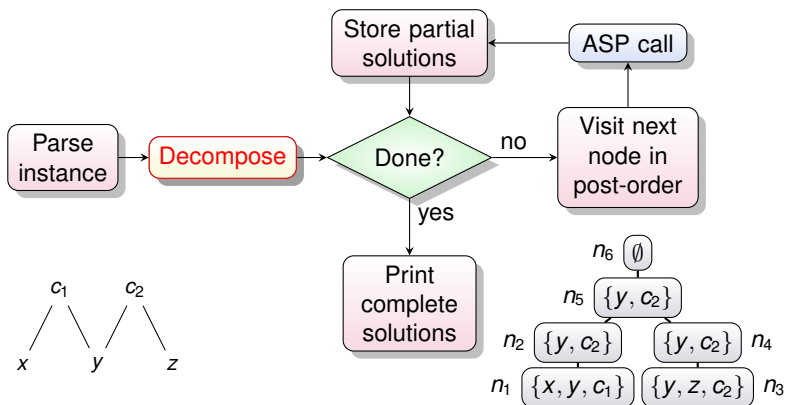 Store partial
solutions
ASP call
Parse
instance
Decompose
Done?
no
Visit next
node in
post-order
yes
Print
complete
solutions
c1 c2
x y z
n6 ∅
n5 {y, c2}
n2 {y, c2} {y, c2} n4
n1 {x, y, c1} {y, z, c2} n3